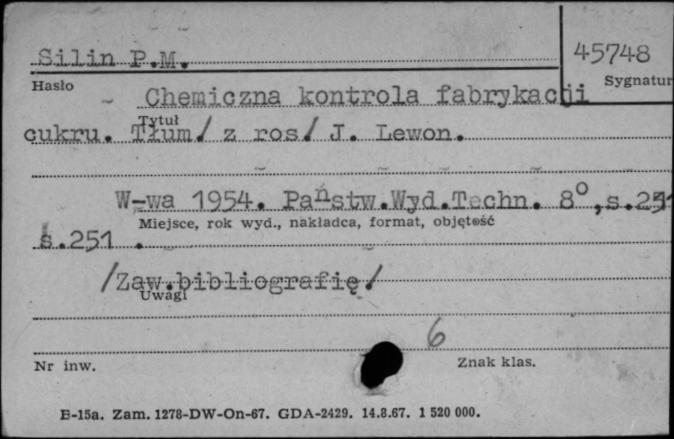 Silin P.M. 45748
Hasło Sygnatur
Chemiczna kontrola fabrykacji
Tytuł
cukru. Tłum/ z ros/ J. Lewon.
W-wa 1954. Państw.Wyd.Techn. 8°,s.251
Miejsce, rok wyd., nakładca, format, objętość
s.251 .
/Zaw.bibliografię/
Uwagi
6
Nr inw. Znak klas.
B-15a. Zam. 1278-DW-On-67. GDA-2429. 14.8.67. 1 520 000.